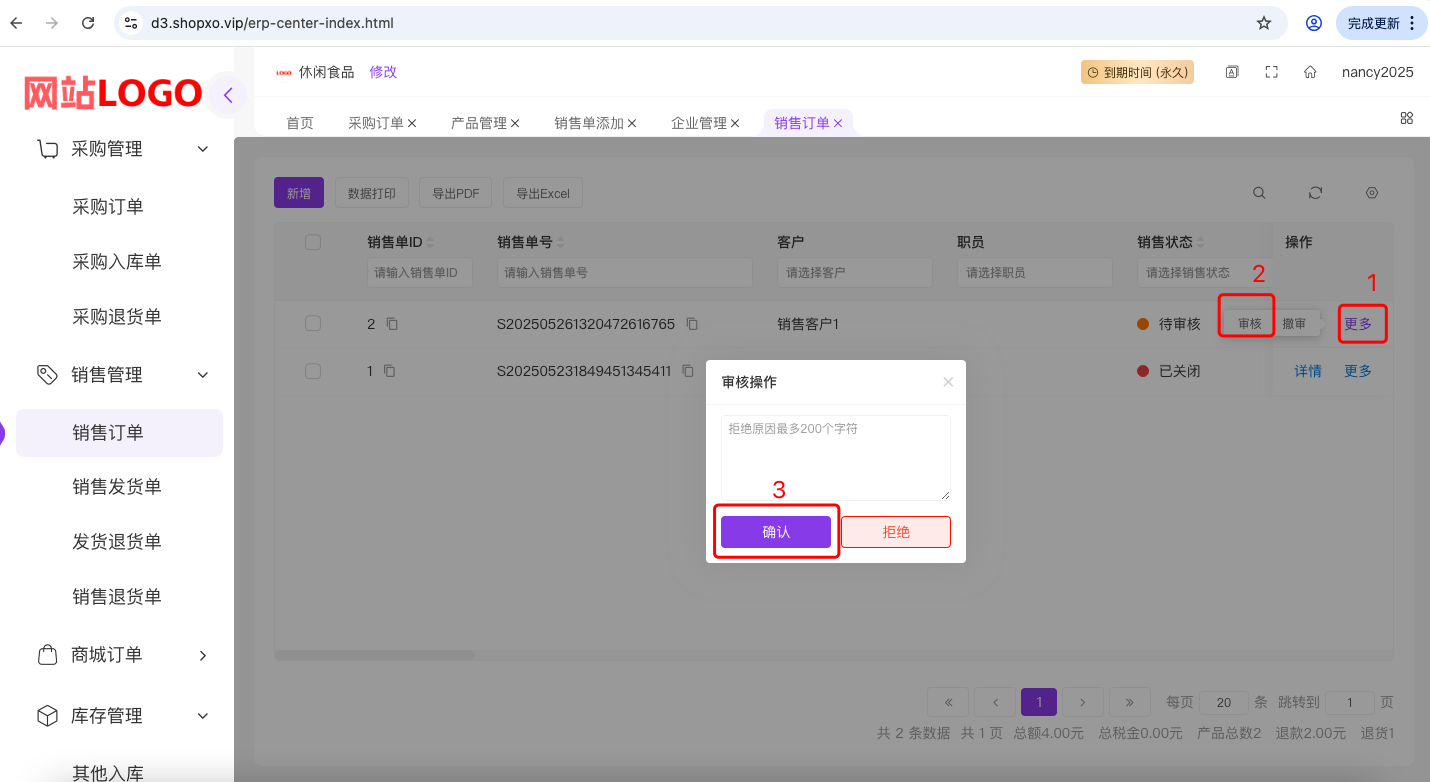 d3.shopxo.vip/erp-center-index.html 完成更新
网站LOGO
LOGO 休闲食品 修改 到期时间 (永久) nancy2025
首页 采购订单 产品管理 销售单添加 企业管理 销售订单
采购管理
采购订单
采购入库单
采购退货单
销售管理
销售订单
销售发货单
发货退货单
销售退货单
商城订单
库存管理
其他入库
新增 数据打印 导出PDF 导出Excel
销售单ID 销售单号 客户 职员 销售状态 操作
请输入销售单ID 请输入销售单号 请选择客户 请选择职员 请选择销售状态
2 1
2 S202505261320472616765 销售客户1 待审核 审核 撤审 更多
1 S202505231849451345411 已关闭 详情 更多
审核操作
拒绝原因最多200个字符
3
确认 拒绝
« ‹ 1 › » 每页 20 条 跳转到 1 页
共 2 条数据 共 1 页 总额4.00元 总税金0.00元 产品总数2 退款2.00元 退货1